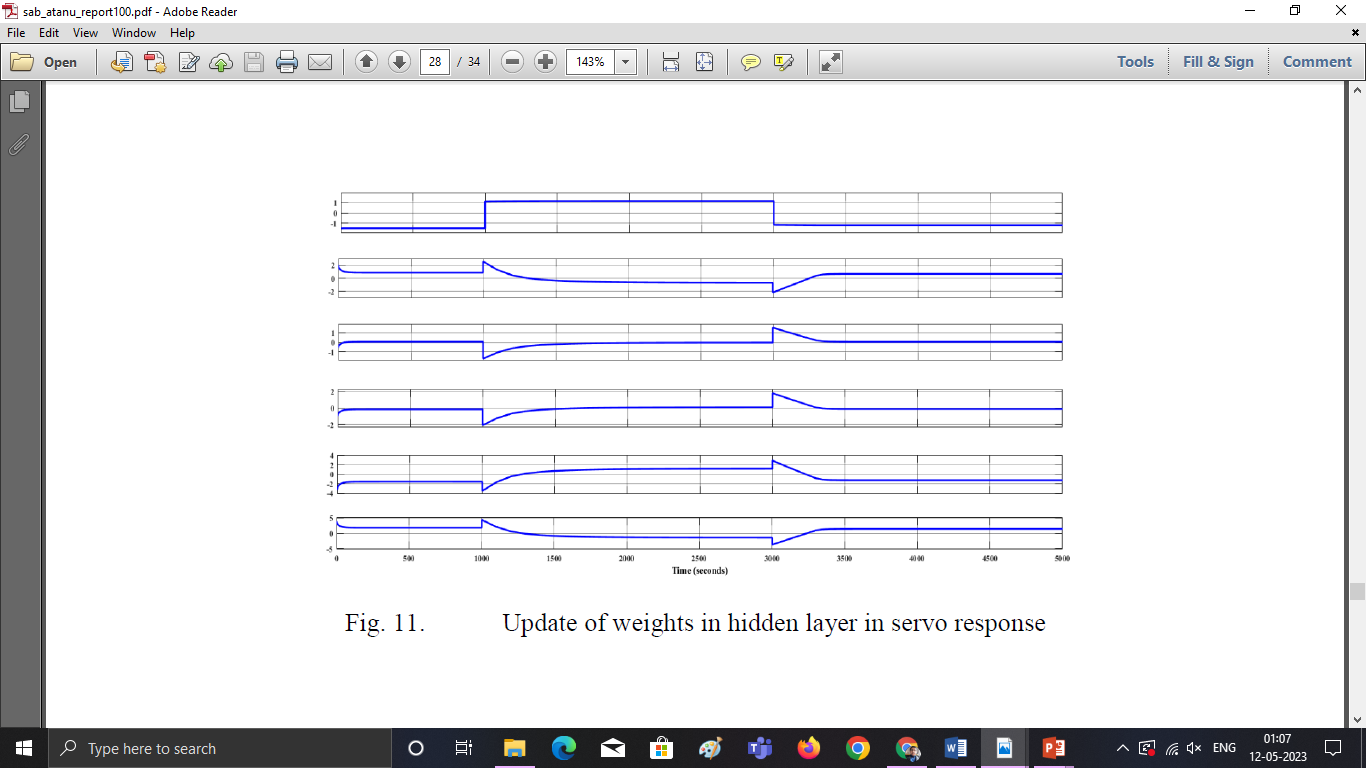 sab_atanu_report100.pdf - Adobe Reader
File Edit View Window Help
Open 28 / 34 143% Tools Fill & Sign Comment
1
0
-1
2
0
-2
1
0
-1
2
0
-2
4
2
0
-2
-4
5
0
-5
0 500 1000 1500 2000 2500 3000 3500 4000 4500 5000
Time (seconds)
Fig. 11. Update of weights in hidden layer in servo response
Type here to search
ENG
01:07
12-05-2023